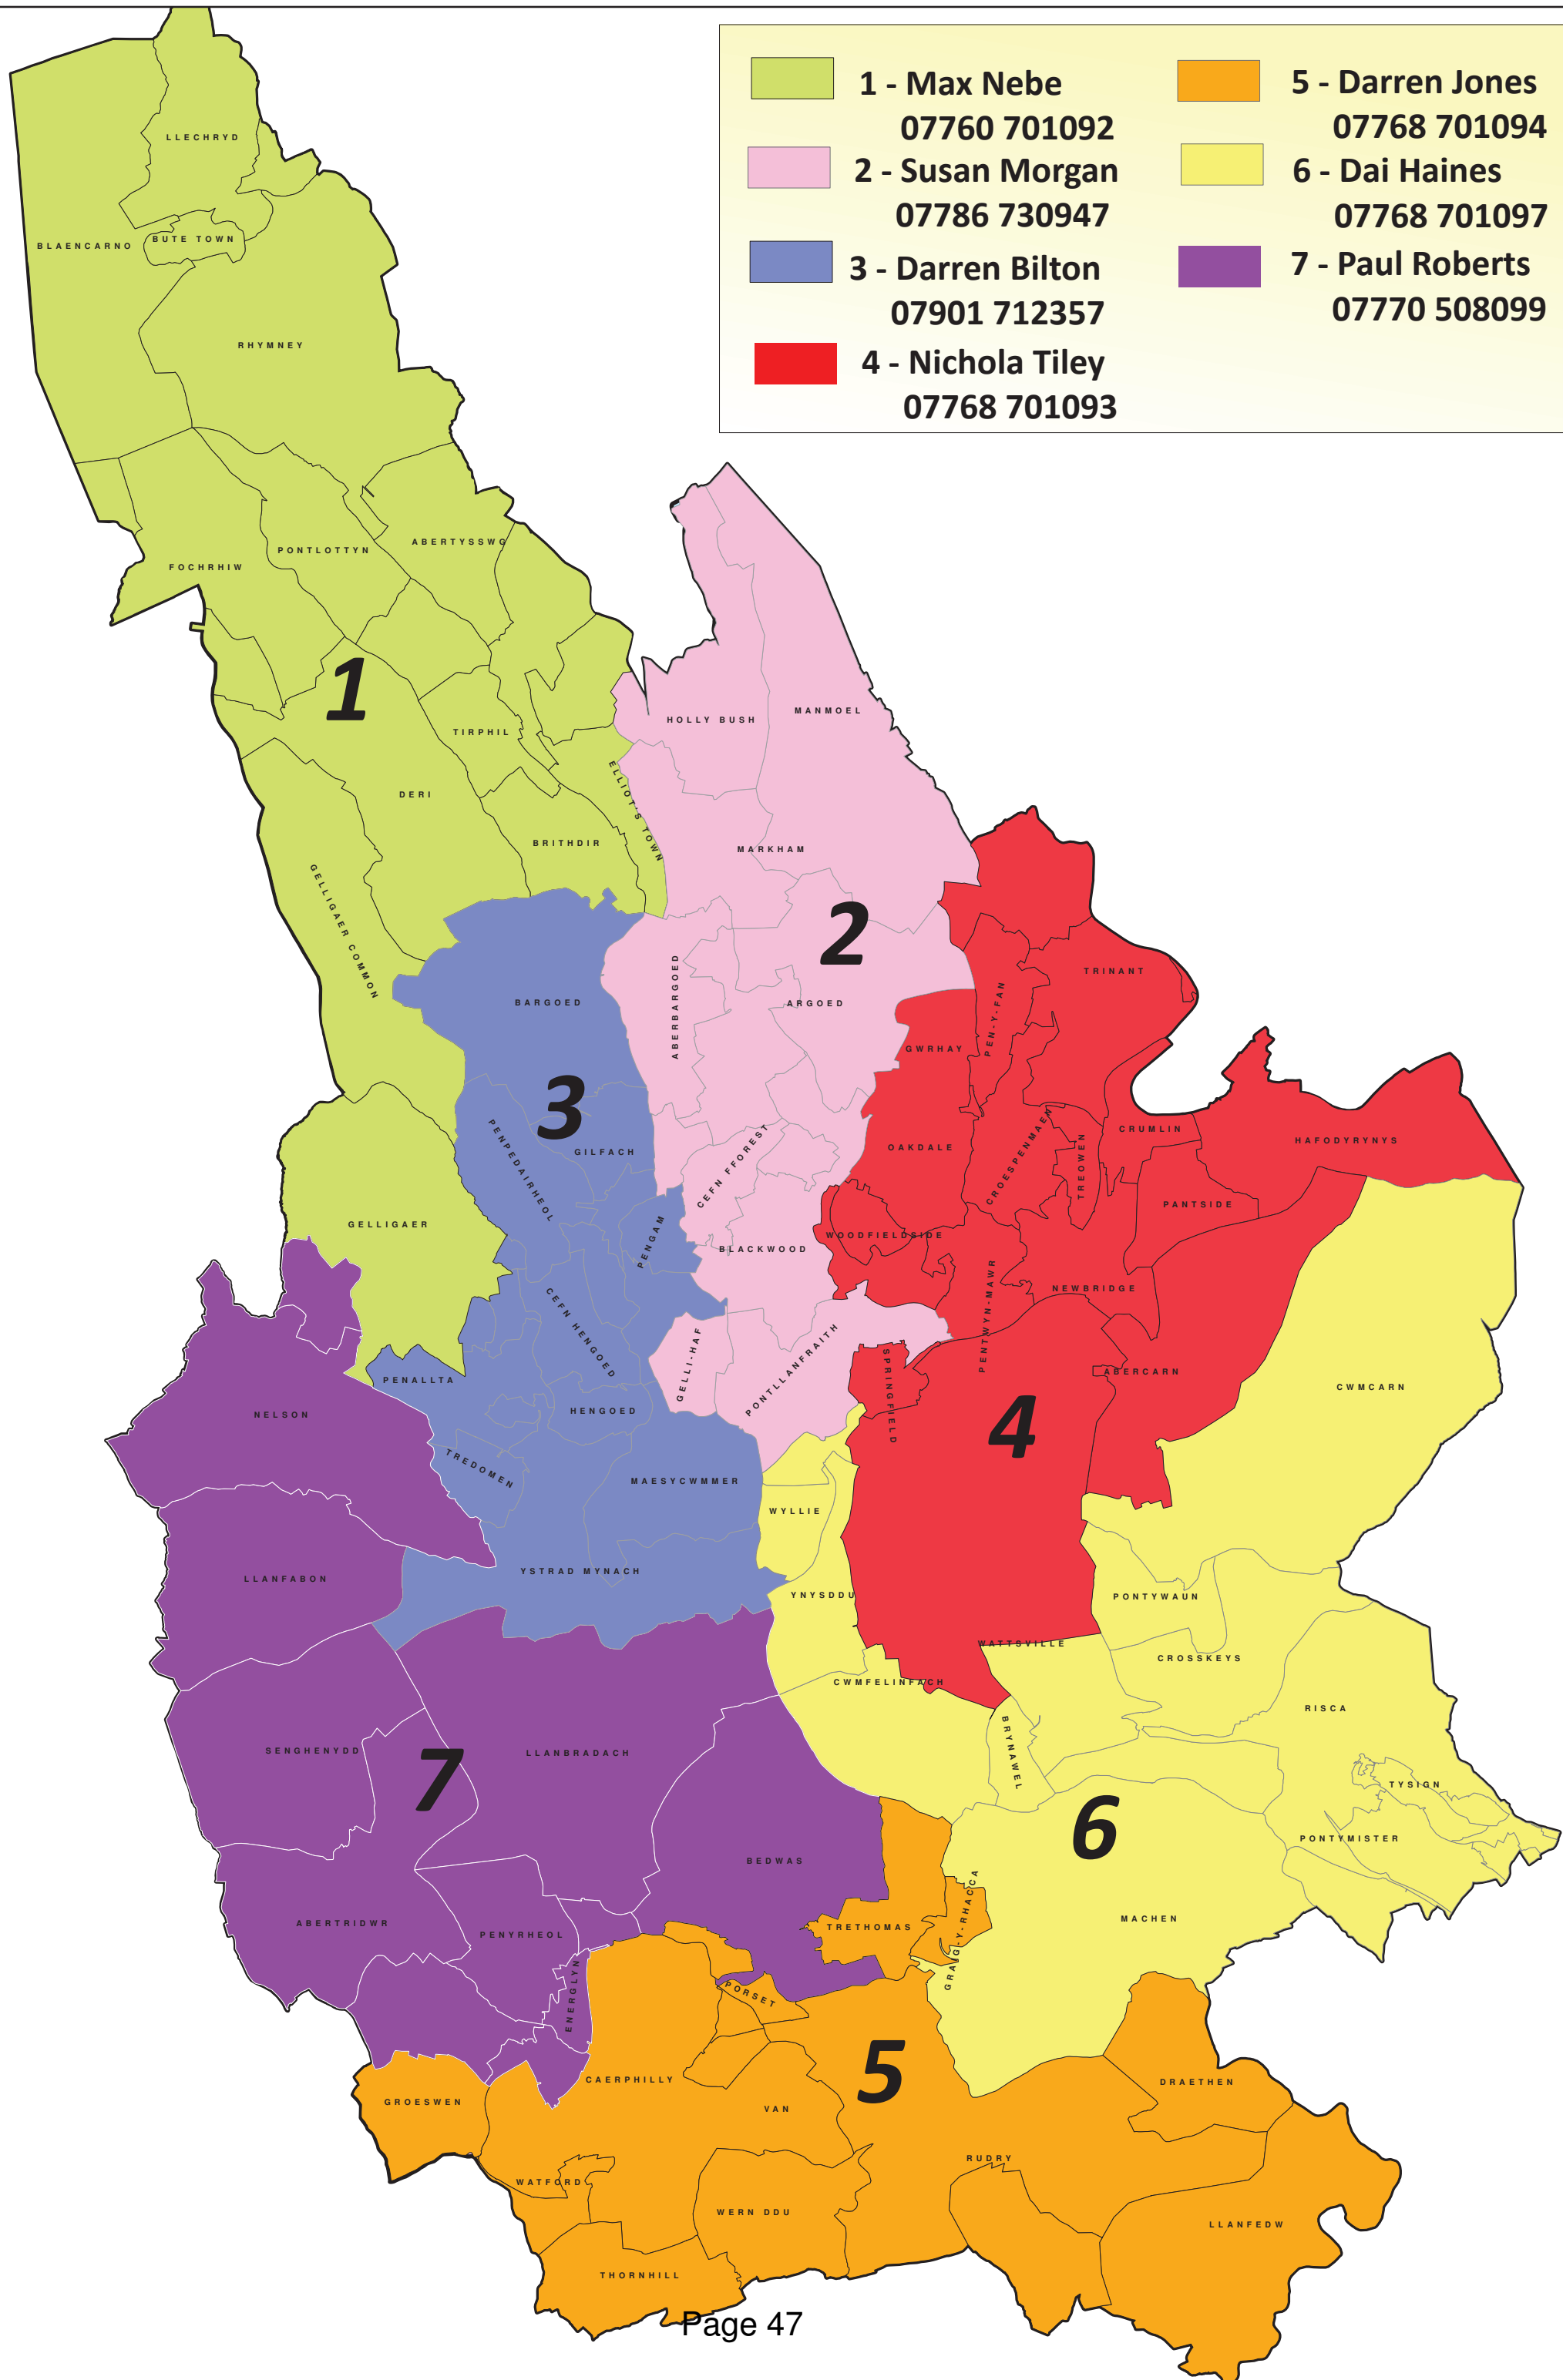 1 - Max Nebe
07760 701092
2 - Susan Morgan
07786 730947
3 - Darren Bilton
07901 712357
4 - Nichola Tiley
07768 701093
5 - Darren Jones
07768 701094
6 - Dai Haines
07768 701097
7 - Paul Roberts
07770 508099
LLECHRYD
BLAENCARNO
BUTE TOWN
RHYMNEY
PONTLOTTYN
ABERTYSSWG
FOCHRHIW
1
TIRPHIL
DERI
ELLIOT'S TOWN
BRITHDIR
GELLIGAER COMMON
GELLIGAER
HOLLY BUSH
MANMOEL
MARKHAM
2
ABERBARGOED
ARGOED
CEFN FFOREST
BLACKWOOD
GELLI-HAF
PONTLLANFRAITH
BARGOED
3
PENPEDAIRHEOL
GILFACH
PENGAM
CEFN HENGOED
PENALLTA
HENGOED
TREDOMEN
MAESYCWMMER
YSTRAD MYNACH
TRINANT
PEN-Y-FAN
GWRHAY
OAKDALE
CROESPENMAEN
TREOWEN
CRUMLIN
HAFODYRYNYS
PANTSIDE
WOODFIELDSIDE
PENTWYN-MAWR
NEWBRIDGE
SPRINGFIELD
ABERCARN
4
CWMCARN
WYLLIE
YNYSDDU
PONTYWAUN
WATTSVILLE
CROSSKEYS
CWMFELINFACH
RISCA
BRYNAWEL
TYSIGN
6
PONTYMISTER
MACHEN
GRAIG-Y-RHACCA
NELSON
LLANFABON
SENGHENYDD
7
LLANBRADACH
BEDWAS
ABERTRIDWR
PENYRHEOL
ENERGLYN
TRETHOMAS
PORSET
5
CAERPHILLY
GROESWEN
VAN
DRAETHEN
RUDRY
WATFORD
WERN DDU
LLANFEDW
THORNHILL
Page 47